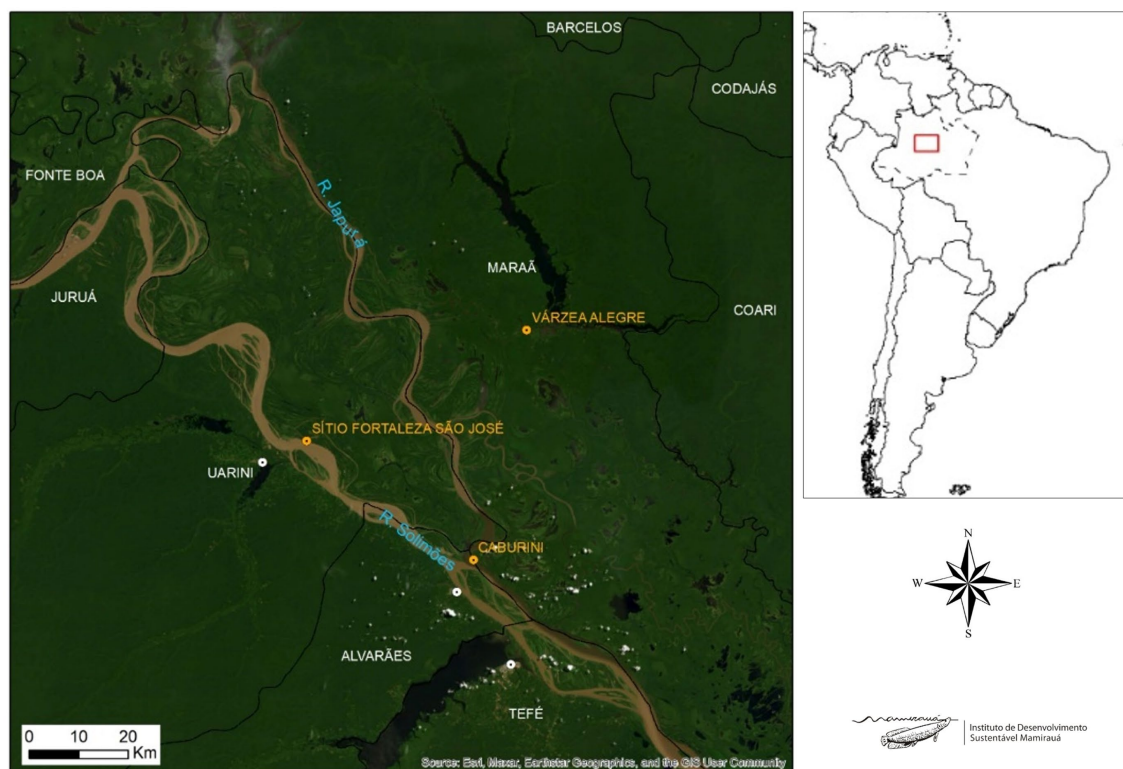 BARCELOS
CODAJÁS
FONTE BOA
R. Japurá
MARAÃ
JURUÁ
COARI
VÁRZEA ALEGRE
SÍTIO FORTALEZA SÃO JOSÉ
UARINI
R. Solimões
CABURINI
ALVARÃES
TEFÉ
0 10 20
Km
Source: Esri, Maxar, Earthstar Geographics, and the GIS User Community
N
W E
S
Mamirauá
Instituto de Desenvolvimento
Sustentável Mamirauá